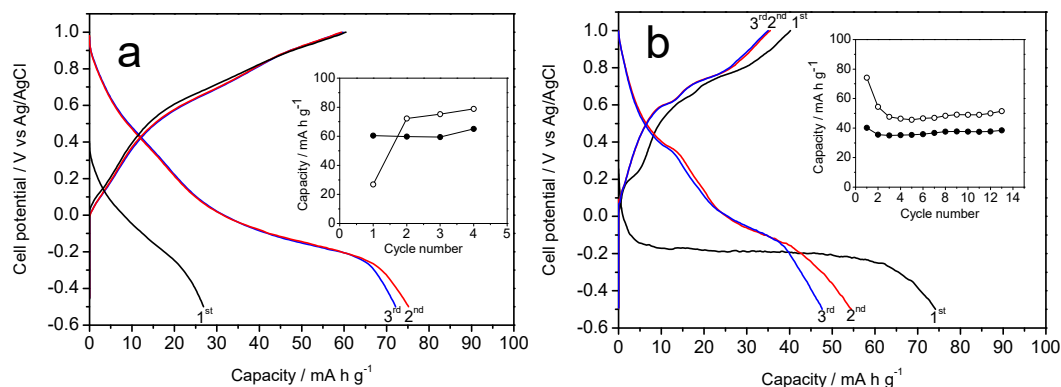 a
Cell potential / V vs Ag/AgCl
1.0
0.8
0.6
0.4
0.2
0.0
-0.2
-0.4
-0.6
0 10 20 30 40 50 60 70 80 90 100
Capacity / mA h g-1
1st
3rd 2nd
Capacity / mA h g-1
100
80
60
40
20
0
0 1 2 3 4 5
Cycle number
b
Cell potential / V vs Ag/AgCl
1.0
0.8
0.6
0.4
0.2
0.0
-0.2
-0.4
-0.6
0 10 20 30 40 50 60 70 80 90 100
Capacity / mA h g-1
3rd 2nd 1st
3rd 2nd 1st
Capacity / mA h g-1
100
80
60
40
20
0
0 2 4 6 8 10 12 14
Cycle number